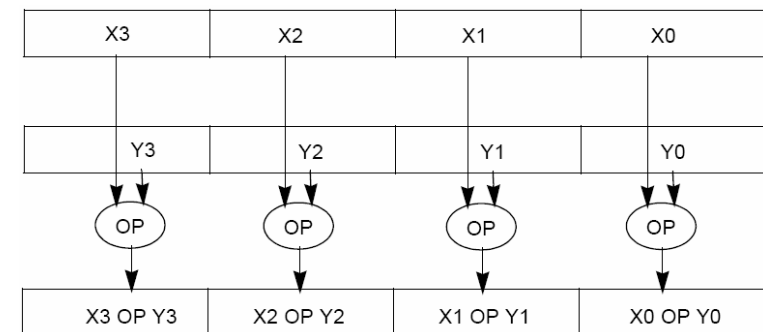 X3 X2 X1 X0
Y3 Y2 Y1 Y0
OP OP OP OP
X3 OP Y3 X2 OP Y2 X1 OP Y1 X0 OP Y0